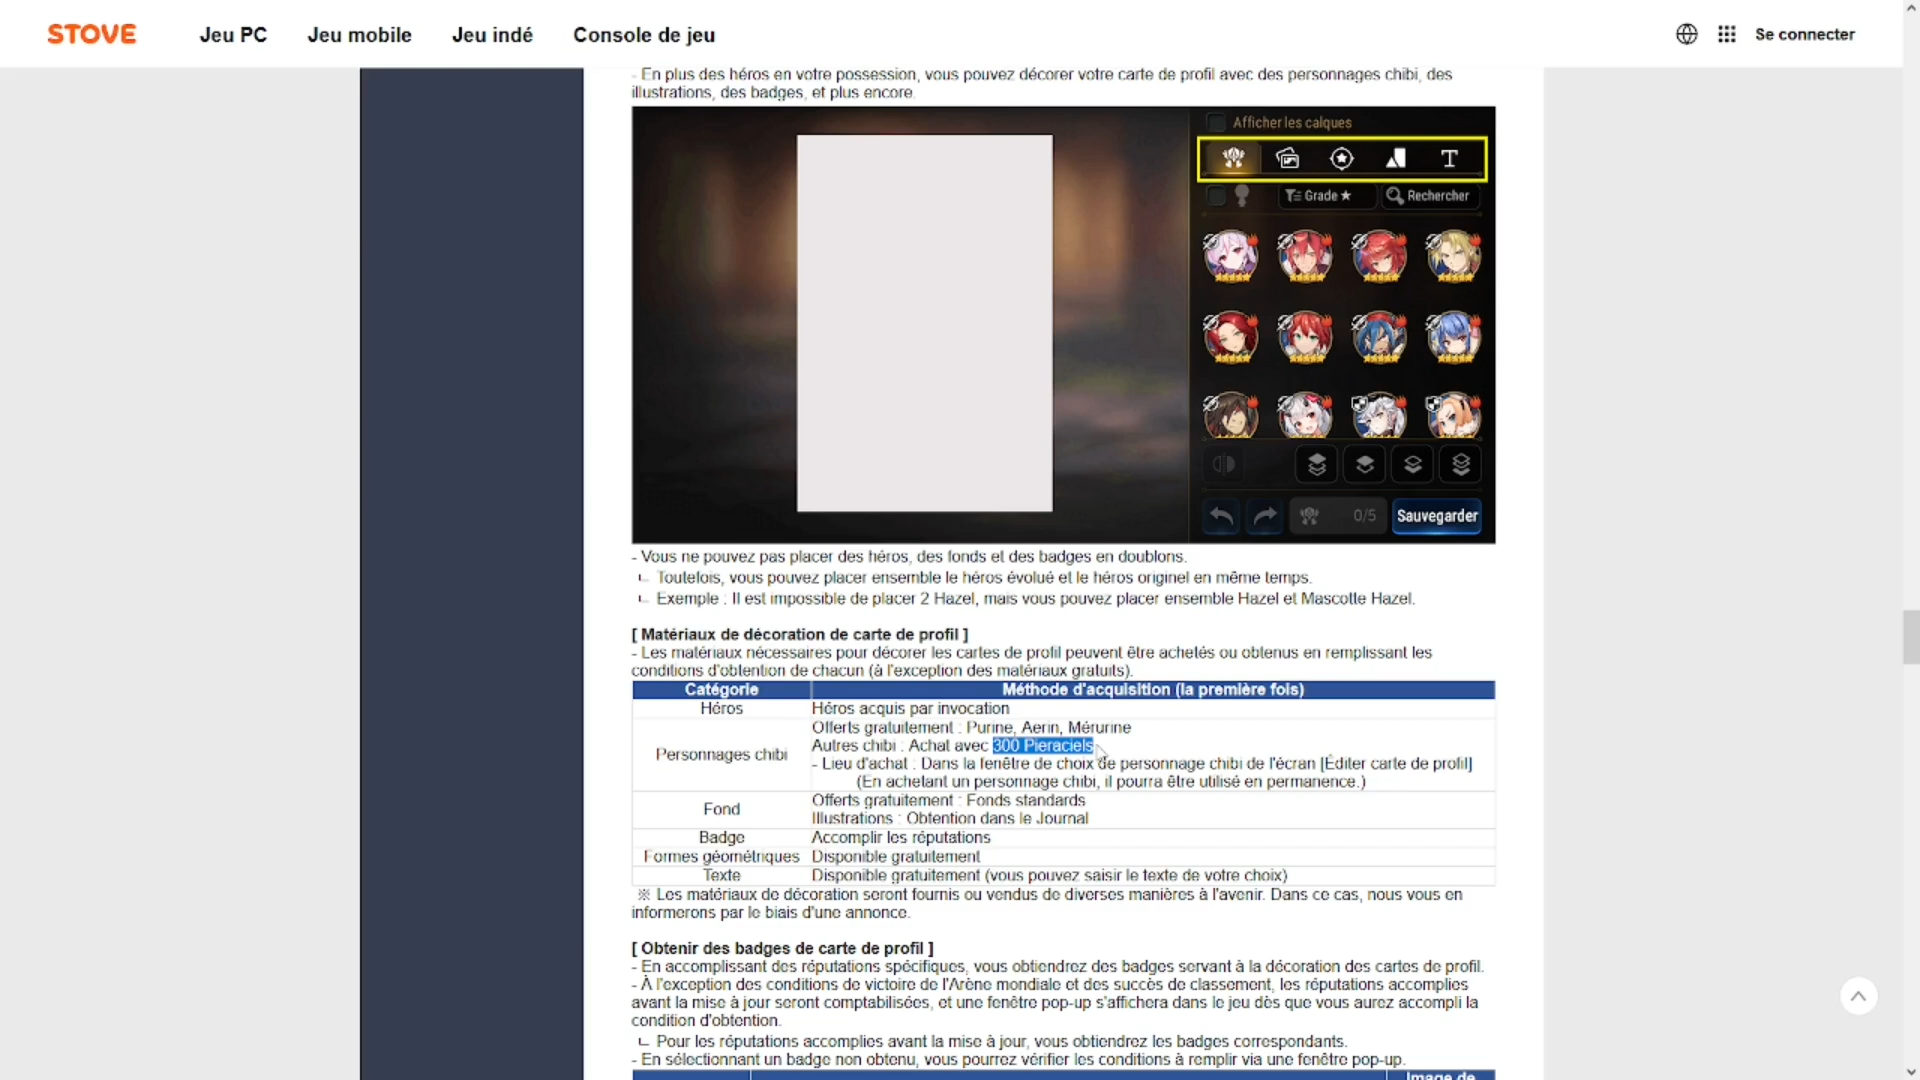 STOVE
Jeu PC
Jeu mobile
Jeu indé
Console de jeu
Se connecter
- En plus des héros en votre possession, vous pouvez décorer votre carte de profil avec des personnages chibi, des
illustrations, des badges, et plus encore.
Afficher les calques
T
Grade ★
Rechercher
0/5
Sauvegarder
- Vous ne pouvez pas placer des héros, des fonds et des badges en doublons.
ㄴ Toutefois, vous pouvez placer ensemble le héros évolué et le héros originel en même temps.
ㄴ Exemple : Il est impossible de placer 2 Hazel, mais vous pouvez placer ensemble Hazel et Mascotte Hazel.
[ Matériaux de décoration de carte de profil ]
- Les matériaux nécessaires pour décorer les cartes de profil peuvent être achetés ou obtenus en remplissant les
conditions d'obtention de chacun (à l'exception des matériaux gratuits).
Catégorie
Méthode d'acquisition (la première fois)
Héros
Héros acquis par invocation
Personnages chibi
Offerts gratuitement : Purine, Aerin, Mérurine
Autres chibi : Achat avec 300 Pieraciels
- Lieu d'achat : Dans la fenêtre de choix de personnage chibi de l'écran [Éditer carte de profil]
(En achetant un personnage chibi, il pourra être utilisé en permanence.)
Fond
Offerts gratuitement : Fonds standards
Illustrations : Obtention dans le Journal
Badge
Accomplir les réputations
Formes géométriques
Disponible gratuitement
Texte
Disponible gratuitement (vous pouvez saisir le texte de votre choix)
※ Les matériaux de décoration seront fournis ou vendus de diverses manières à l'avenir. Dans ce cas, nous vous en
informerons par le biais d'une annonce.
[ Obtenir des badges de carte de profil ]
- En accomplissant des réputations spécifiques, vous obtiendrez des badges servant à la décoration des cartes de profil.
- À l'exception des conditions de victoire de l'Arène mondiale et des succès de classement, les réputations accomplies
avant la mise à jour seront comptabilisées, et une fenêtre pop-up s'affichera dans le jeu dès que vous aurez accompli la
condition d'obtention.
ㄴ Pour les réputations accomplies avant la mise à jour, vous obtiendrez les badges correspondants.
- En sélectionnant un badge non obtenu, vous pourrez vérifier les conditions à remplir via une fenêtre pop-up.
Image de